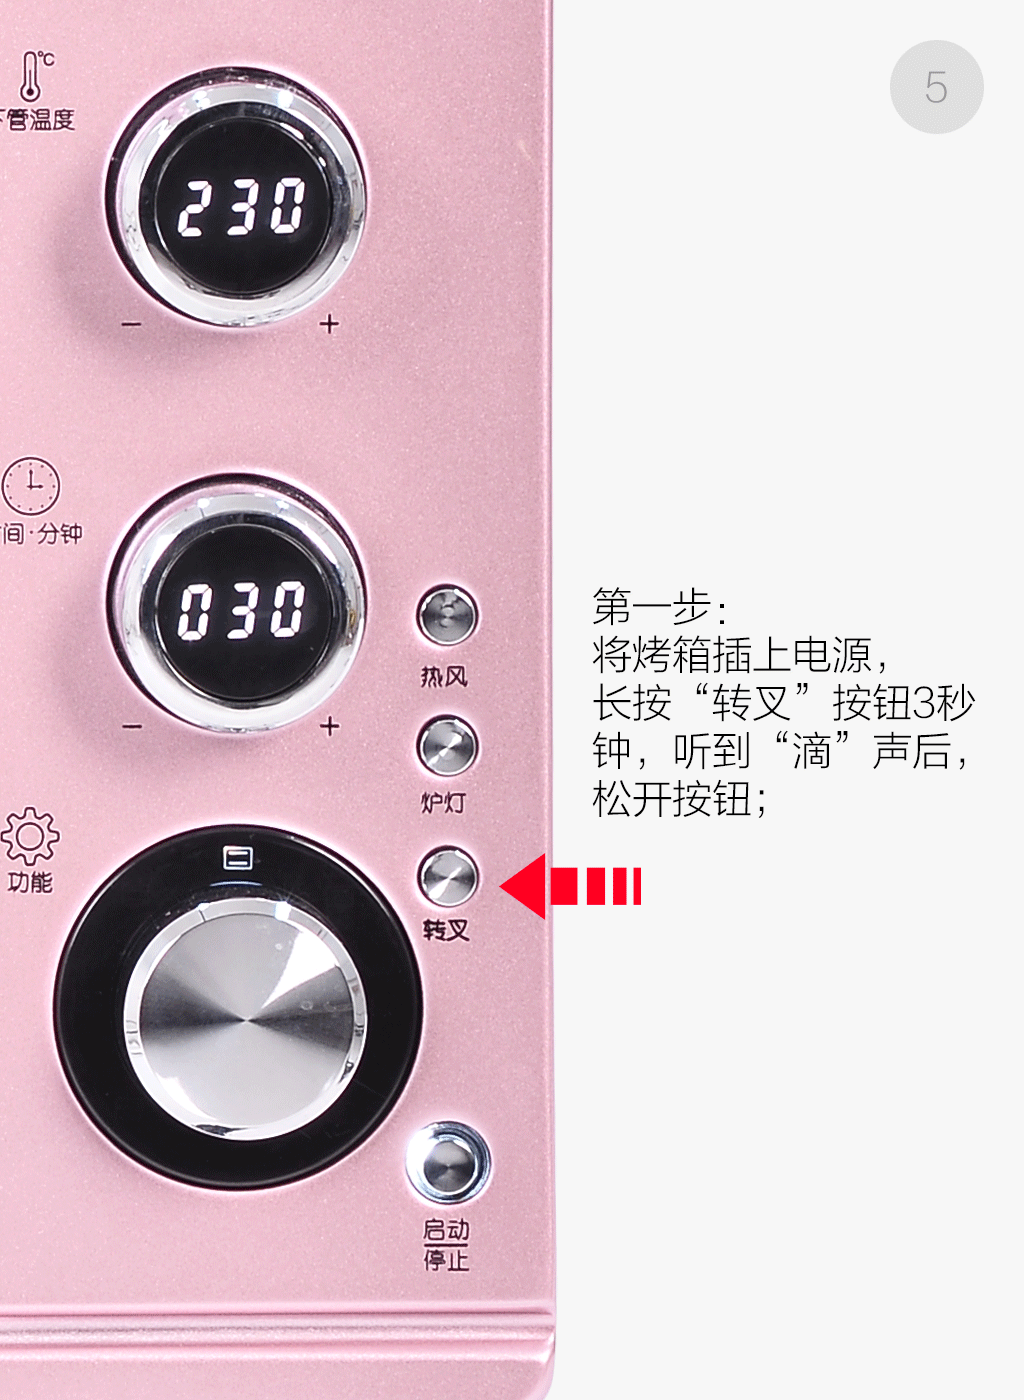 5
°C
下管温度
230
− +
间·分钟
030
− +
热风
炉灯
功能
转叉
启动
停止
第一步：
将烤箱插上电源，
长按“转叉”按钮3秒
钟，听到“滴”声后，
松开按钮；